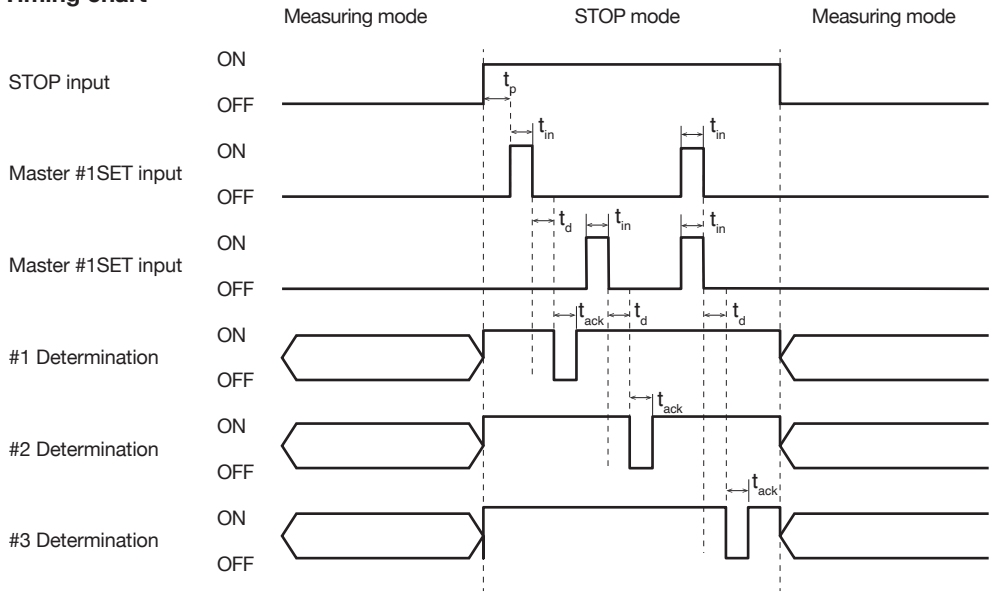 Measuring mode STOP mode Measuring mode
STOP input
ON
OFF
tp
tin
tin
Master #1SET input
ON
OFF
td
tin
tin
Master #1SET input
ON
OFF
tack
td
td
#1 Determination
ON
OFF
tack
#2 Determination
ON
OFF
tack
#3 Determination
ON
OFF